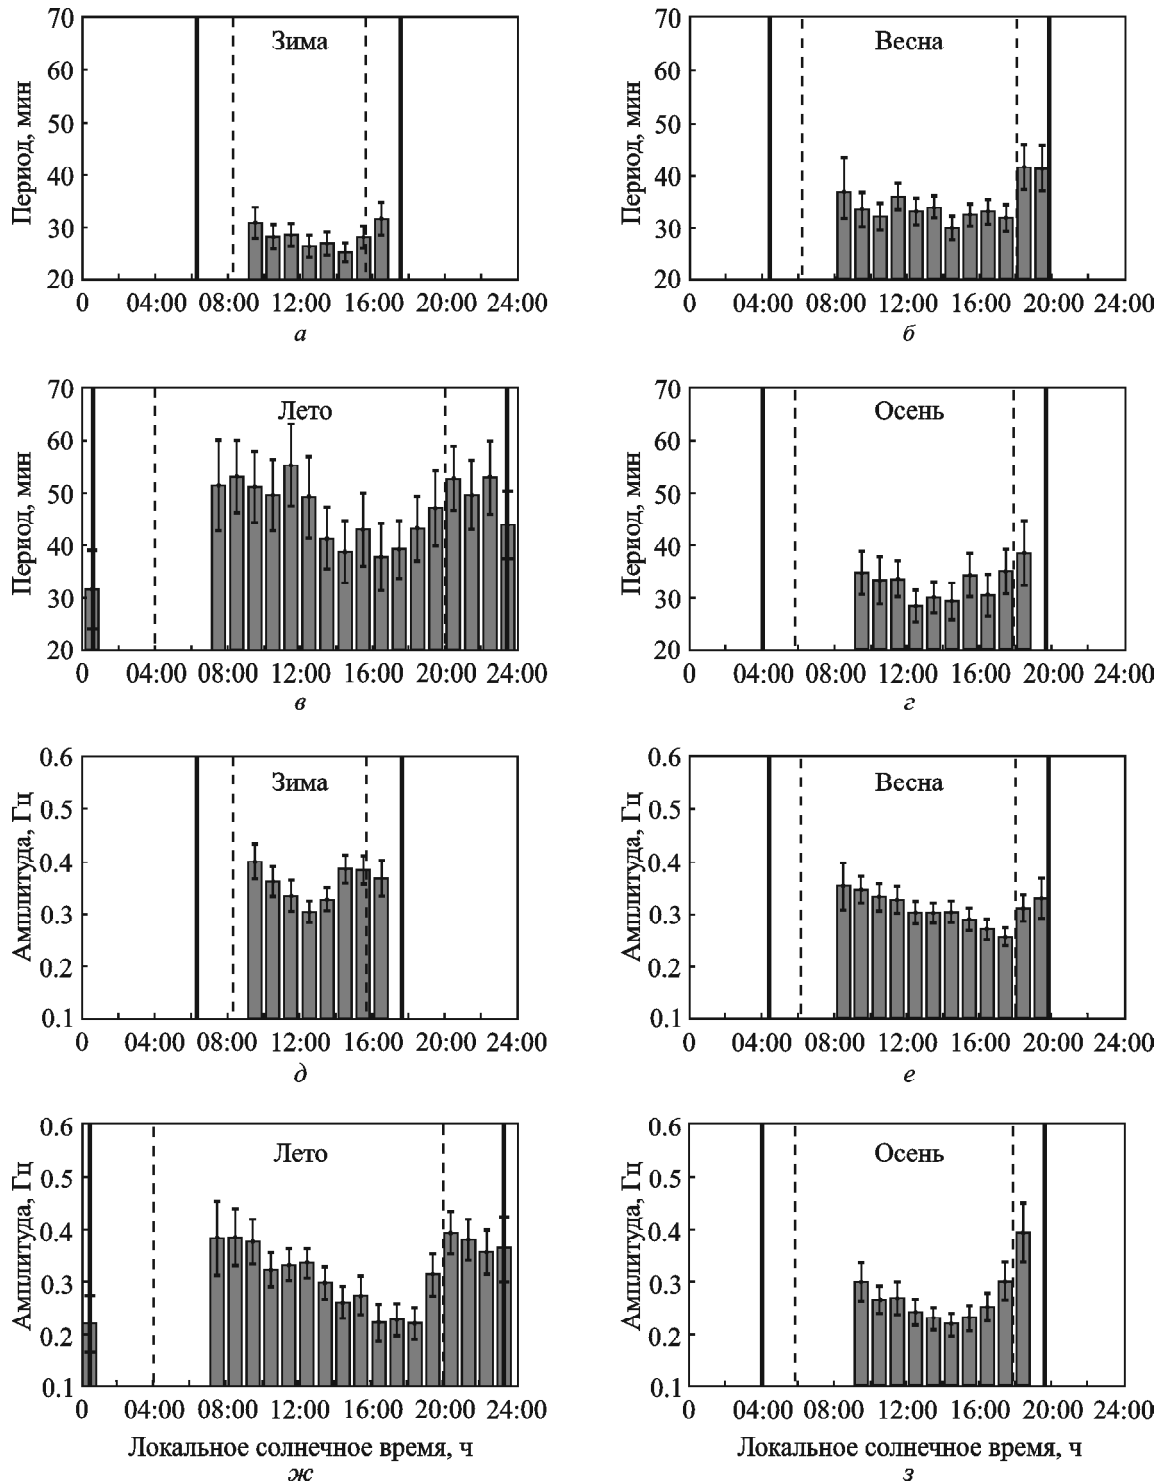 70
60
50
40
30
20
Период, мин
Зима
0 04:00 08:00 12:00 16:00 20:00 24:00
а
70
60
50
40
30
20
Период, мин
Весна
0 04:00 08:00 12:00 16:00 20:00 24:00
б
70
60
50
40
30
20
Период, мин
Лето
0 04:00 08:00 12:00 16:00 20:00 24:00
в
70
60
50
40
30
20
Период, мин
Осень
0 04:00 08:00 12:00 16:00 20:00 24:00
г
0.6
0.5
0.4
0.3
0.2
0.1
Амплитуда, Гц
Зима
0 04:00 08:00 12:00 16:00 20:00 24:00
д
0.6
0.5
0.4
0.3
0.2
0.1
Амплитуда, Гц
Весна
0 04:00 08:00 12:00 16:00 20:00 24:00
е
0.6
0.5
0.4
0.3
0.2
0.1
Амплитуда, Гц
Лето
0 04:00 08:00 12:00 16:00 20:00 24:00
Локальное солнечное время, ч
ж
0.6
0.5
0.4
0.3
0.2
0.1
Амплитуда, Гц
Осень
0 04:00 08:00 12:00 16:00 20:00 24:00
Локальное солнечное время, ч
з